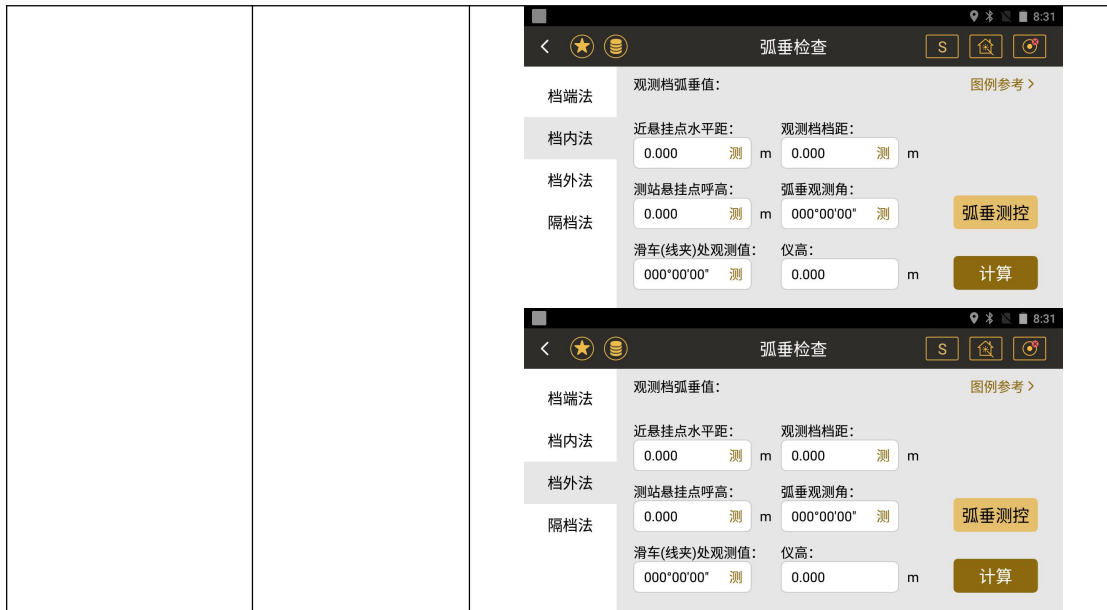 8:31
弧垂检查
S
档端法
档内法
档外法
隔档法
观测档弧垂值：
图例参考
近悬挂点水平距： 观测档档距：
0.000 测 m 0.000 测 m
测站悬挂点呼高： 弧垂观测角：
0.000 测 m 000°00'00" 测
弧垂测控
滑车(线夹)处观测值： 仪高：
000°00'00" 测 0.000 m
计算
8:31
弧垂检查
S
档端法
档内法
档外法
隔档法
观测档弧垂值：
图例参考
近悬挂点水平距： 观测档档距：
0.000 测 m 0.000 测 m
测站悬挂点呼高： 弧垂观测角：
0.000 测 m 000°00'00" 测
弧垂测控
滑车(线夹)处观测值： 仪高：
000°00'00" 测 0.000 m
计算